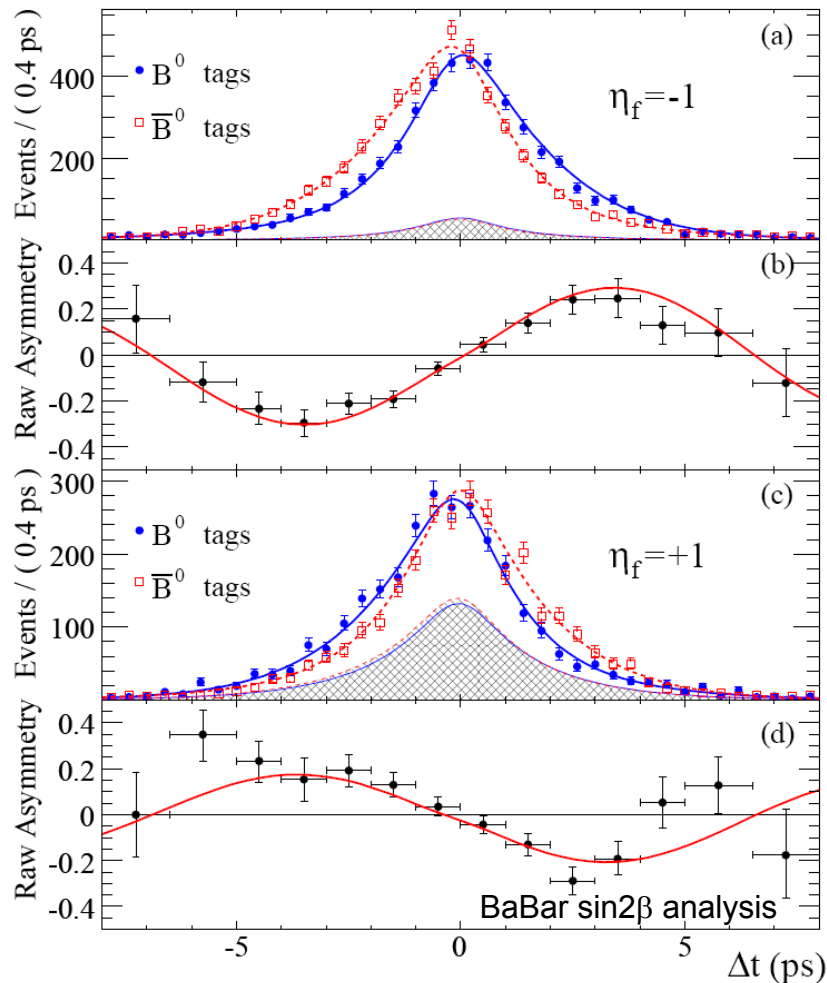 (a)
B⁰ tags
B̅⁰ tags
η_f=-1
Events / ( 0.4 ps )
400
200
(b)
Raw Asymmetry
0.4
0.2
0
-0.2
-0.4
(c)
B⁰ tags
B̅⁰ tags
η_f=+1
Events / ( 0.4 ps )
300
200
100
(d)
Raw Asymmetry
0.4
0.2
0
-0.2
-0.4
BaBar sin2β analysis
-5 0 5
Δt (ps)